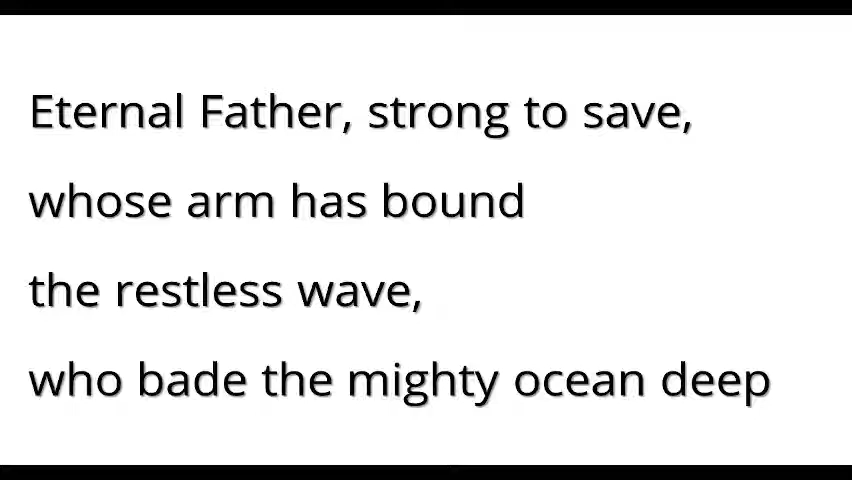 Eternal Father, strong to save,
whose arm has bound
the restless wave,
who bade the mighty ocean deep